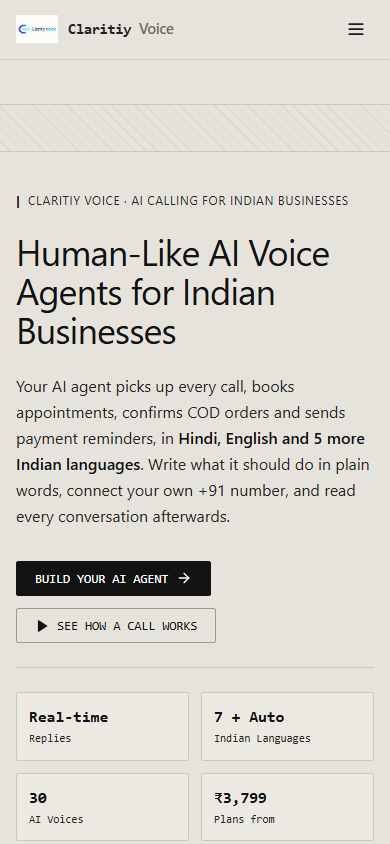 Clarity Voice
Claritiy Voice
CLARITIY VOICE · AI CALLING FOR INDIAN BUSINESSES
Human-Like AI Voice
Agents for Indian
Businesses
Your AI agent picks up every call, books
appointments, confirms COD orders and sends
payment reminders, in Hindi, English and 5 more
Indian languages. Write what it should do in plain
words, connect your own +91 number, and read
every conversation afterwards.
BUILD YOUR AI AGENT →
SEE HOW A CALL WORKS
Real-time
Replies
7 + Auto
Indian Languages
30
AI Voices
₹3,799
Plans from